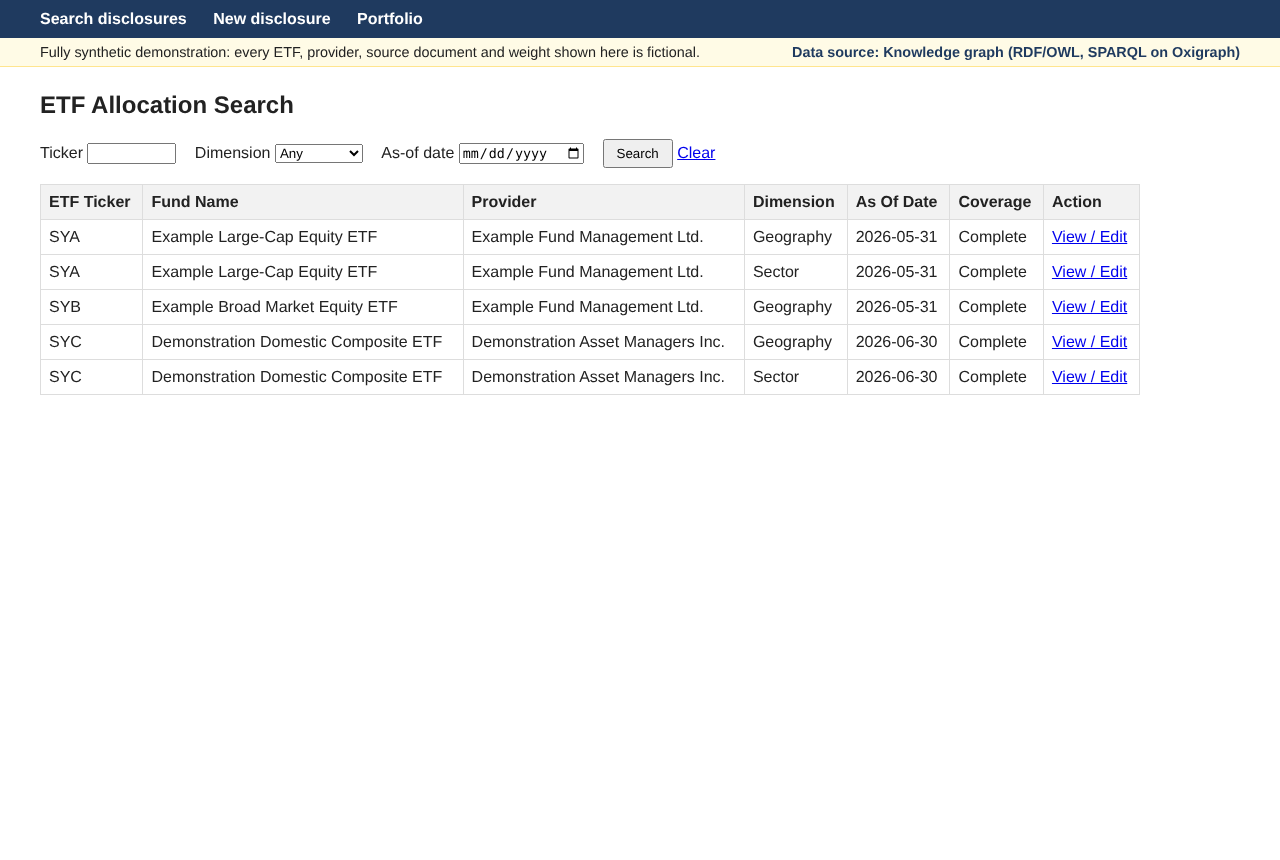 Search disclosures New disclosure Portfolio
Fully synthetic demonstration: every ETF, provider, source document and weight shown here is fictional. Data source: Knowledge graph (RDF/OWL, SPARQL on Oxigraph)
ETF Allocation Search
Ticker Dimension Any As-of date mm/dd/yyyy Search Clear
ETF Ticker Fund Name Provider Dimension As Of Date Coverage Action
SYA Example Large-Cap Equity ETF Example Fund Management Ltd. Geography 2026-05-31 Complete View / Edit
SYA Example Large-Cap Equity ETF Example Fund Management Ltd. Sector 2026-05-31 Complete View / Edit
SYB Example Broad Market Equity ETF Example Fund Management Ltd. Geography 2026-05-31 Complete View / Edit
SYC Demonstration Domestic Composite ETF Demonstration Asset Managers Inc. Geography 2026-06-30 Complete View / Edit
SYC Demonstration Domestic Composite ETF Demonstration Asset Managers Inc. Sector 2026-06-30 Complete View / Edit